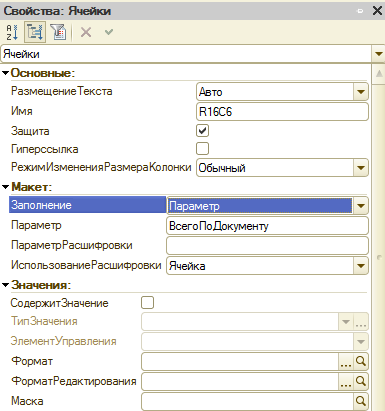 Свойства: Ячейки
Ячейки
Основные:
РазмещениеТекста Авто
Имя R16C6
Защита
Гиперссылка
РежимИзмененияРазмераКолонки Обычный
Макет:
Заполнение Параметр
Параметр ВсегоПоДокументу
ПараметрРасшифровки
ИспользованиеРасшифровки Ячейка
Значения:
СодержитЗначение
ТипЗначения ...
ЭлементУправления
Формат ...
ФорматРедактирования ...
Маска